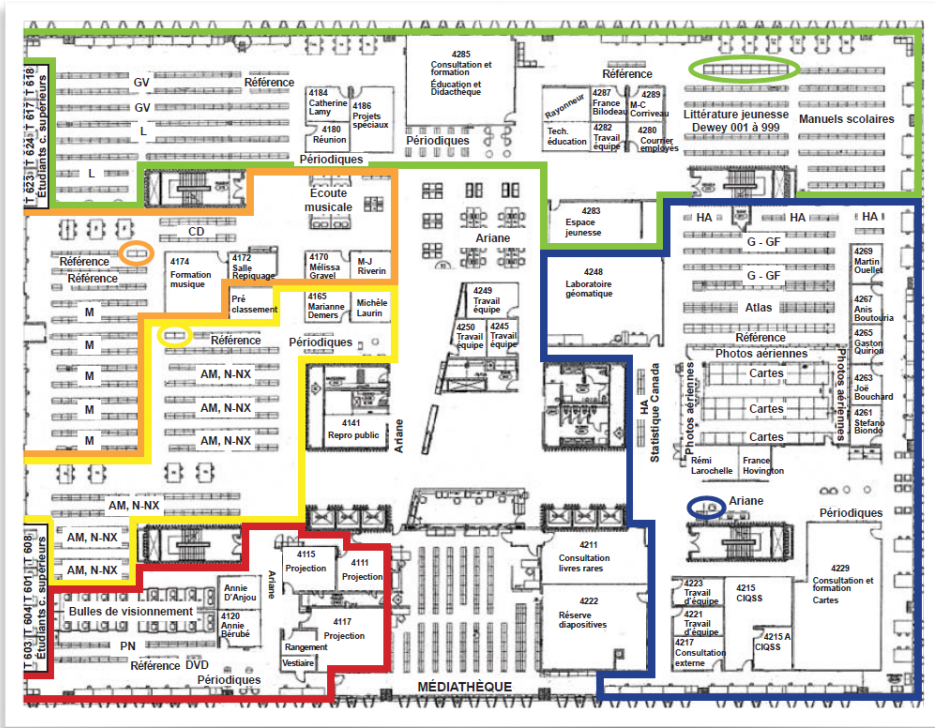 4285
Consultation et
formation
Éducation et
Didacthèque
GV
GV
L
L
Référence
4184
Catherine
Lamy
4186
Projets
spéciaux
4180
Réunion
Périodiques
Périodiques
Référence
Rayonneur
4287
France
Bilodeau
4289
M-C
Corriveau
Tech.
éducation
4282
Travail
équipe
4280
Courrier
employés
Littérature jeunesse
Dewey 001 à 999
Manuels scolaires
T 623
T 624
T 617
T 618
Étudiants c. supérieurs
Écoute
musicale
CD
Référence
Référence
4174
Formation
musique
4172
Salle
Repiquage
4170
Mélissa
Gravel
M-J
Riverin
M
M
M
M
M
Ariane
4283
Espace
jeunesse
HA
HA
HA
G - GF
G - GF
Atlas
Référence
4269
Martin
Ouellet
4267
Anis
Boutouria
4265
Gaston
Quirion
4263
Joë
Bouchard
4261
Stefano
Biondo
4248
Laboratoire
géomatique
4249
Travail
équipe
4250
Travail
équipe
4245
Travail
équipe
Pré
classement
4165
Marianne
Demers
Michèle
Laurin
Périodiques
Référence
AM, N-NX
AM, N-NX
AM, N-NX
AM, N-NX
AM, N-NX
AM, N-NX
4141
Repro public
Ariane
HA
Statistique Canada
Photos aériennes
Photos aériennes
Photos aériennes
Cartes
Cartes
Cartes
Rémi
Larochelle
France
Hovington
Ariane
Périodiques
T 603
T 604
T 601
T 608
Étudiants c. supérieurs
4115
Projection
4111
Projection
4117
Projection
Ariane
Annie
D'Anjou
4120
Annie
Bérubé
Bulles de visionnement
PN
Référence
DVD
Périodiques
Rangement
Vestiaire
MÉDIATHÈQUE
4211
Consultation
livres rares
4222
Réserve
diapositives
4223
Travail
d'équipe
4221
Travail
d'équipe
4217
Consultation
externe
4215
CIQSS
4215 A
CIQSS
4229
Consultation et
formation
Cartes